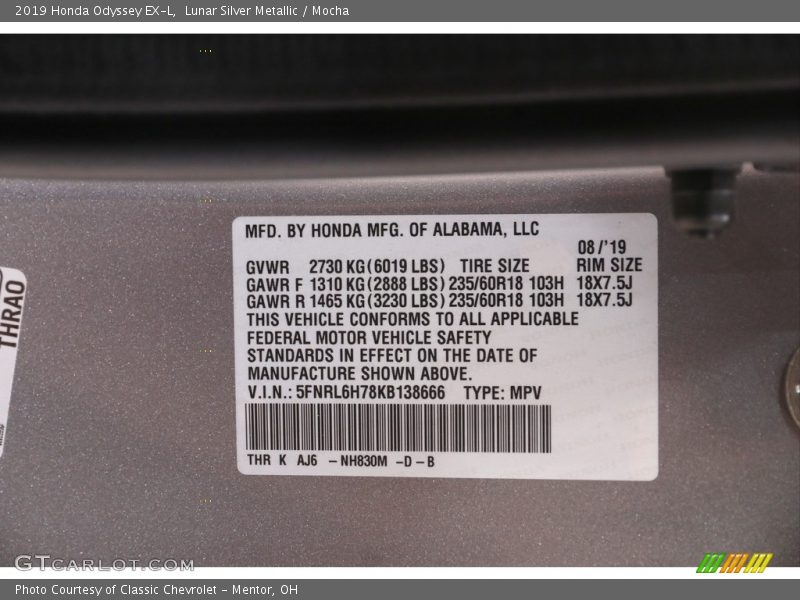 2019 Honda Odyssey EX-L, Lunar Silver Metallic / Mocha
MFD. BY HONDA MFG. OF ALABAMA, LLC
08/'19
GVWR 2730 KG(6019 LBS) TIRE SIZE RIM SIZE
GAWR F 1310 KG(2888 LBS) 235/60R18 103H 18X7.5J
GAWR R 1465 KG(3230 LBS) 235/60R18 103H 18X7.5J
THIS VEHICLE CONFORMS TO ALL APPLICABLE
FEDERAL MOTOR VEHICLE SAFETY
STANDARDS IN EFFECT ON THE DATE OF
MANUFACTURE SHOWN ABOVE.
V.I.N.: 5FNRL6H78KB138666 TYPE: MPV
THR K AJ6 -NH830M -D-B
THRAO
GTCARLOT.COM
Photo Courtesy of Classic Chevrolet - Mentor, OH